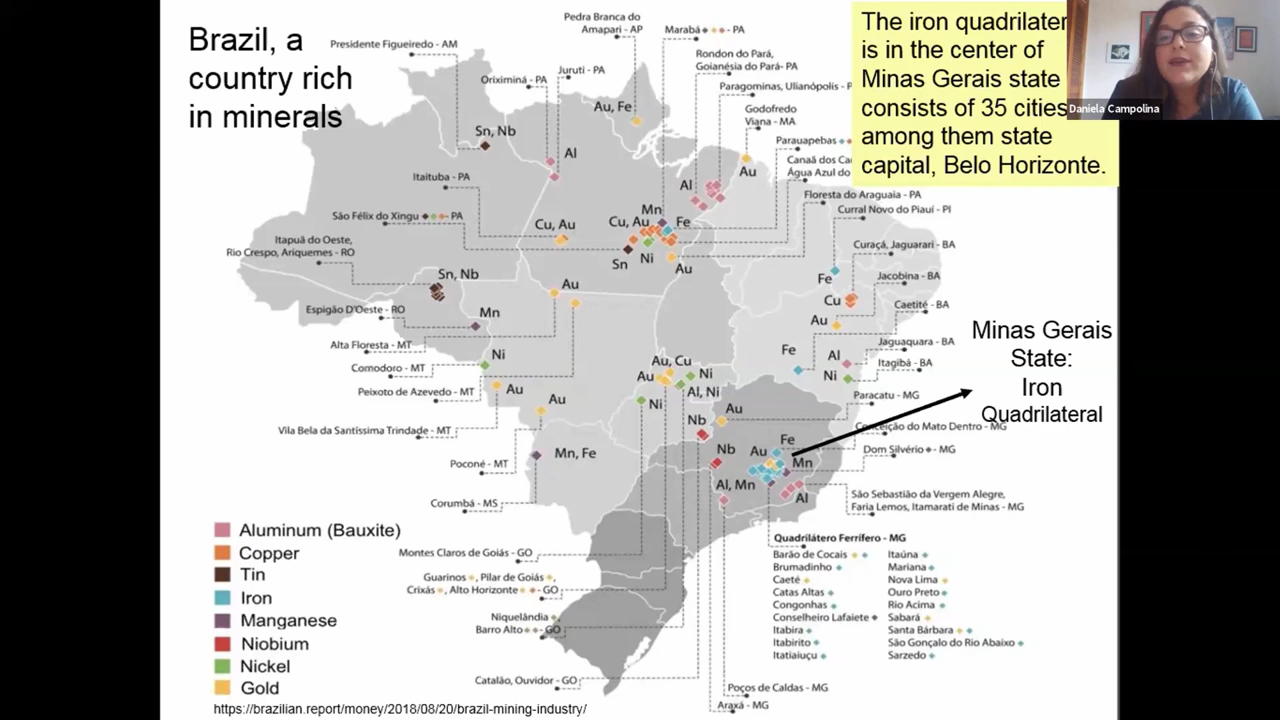 Brazil, a
country rich
in minerals
The iron quadrilater
is in the center of
Minas Gerais state
consists of 35 cities
among them state
capital, Belo Horizonte.
Daniela Campolina
Pedra Branca do
Amapari - AP
Marabá - PA
Presidente Figueiredo - AM
Rondon do Pará,
Goianésia do Pará- PA
Juruti - PA
Oriximiná - PA
Paragominas, Ulianópolis - P
Godofredo
Viana - MA
Au, Fe
Sn, Nb
Parauapebas
Al
Canaã dos Ca
Água Azul do
Au
Itaituba - PA
Al
Floresta do Araguaia - PA
Curral Novo do Piauí - PI
São Félix do Xingu - PA
Mn
Cu, Au
Cu, Au
Fe
Itapuã do Oeste,
Rio Crespo, Ariquemes - RO
Curaçá, Jaguarari - BA
Ni
Sn
Au
Sn, Nb
Fe
Jacobina - BA
Au
Cu
Caetité - BA
Espigão D'Oeste - RO
Mn
Au
Minas Gerais
State:
Iron
Quadrilateral
Alta Floresta - MT
Jaguaquara - BA
Fe
Al
Ni
Itagibá - BA
Comodoro - MT
Au, Cu
Au
Ni
Al, Ni
Peixoto de Azevedo - MT
Au
Au
Ni
Au
Paracatu - MG
Nb
Conceição do Mato Dentro - MG
Vila Bela da Santíssima Trindade - MT
Fe
Au
Nb
Dom Silvério - MG
Mn, Fe
Mn
Poconé - MT
Al, Mn
Al
São Sebastião da Vergem Alegre,
Faria Lemos, Itamarati de Minas - MG
Corumbá - MS
Aluminum (Bauxite)
Copper
Tin
Iron
Manganese
Niobium
Nickel
Gold
Montes Claros de Goiás - GO
Guarinos, Pilar de Goiás,
Crixás, Alto Horizonte - GO
Niquelândia
Barro Alto - GO
Catalão, Ouvidor - GO
Quadrilátero Ferrífero - MG
Barão de Cocais
Brumadinho
Caeté
Catas Altas
Congonhas
Conselheiro Lafaiete
Itabira
Itabirito
Itatiaiuçu
Itaúna
Mariana
Nova Lima
Ouro Preto
Rio Acima
Sabará
Santa Bárbara
São Gonçalo do Rio Abaixo
Sarzedo
Poços de Caldas - MG
Araxá - MG
https://brazilian.report/money/2018/08/20/brazil-mining-industry/